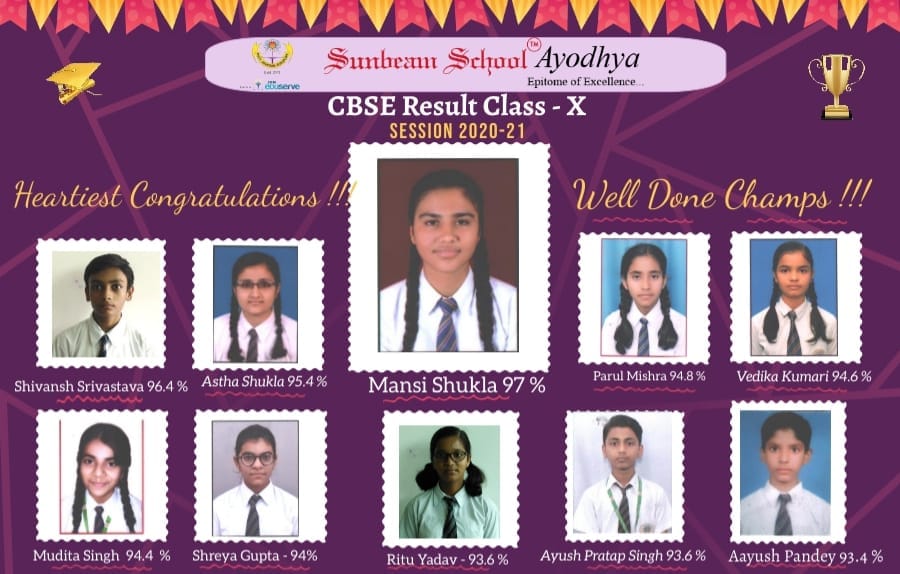 Sunbeam School™ Ayodhya
Epitome of Excellence...
eduserve
CBSE Result Class - X
SESSION 2020-21
Heartiest Congratulations !!!
Well Done Champs !!!
Shivansh Srivastava 96.4 %
Astha Shukla 95.4 %
Mansi Shukla 97 %
Parul Mishra 94.8 %
Vedika Kumari 94.6 %
Mudita Singh 94.4 %
Shreya Gupta - 94%
Ritu Yadav - 93.6 %
Ayush Pratap Singh 93.6 %
Aayush Pandey 93.4 %